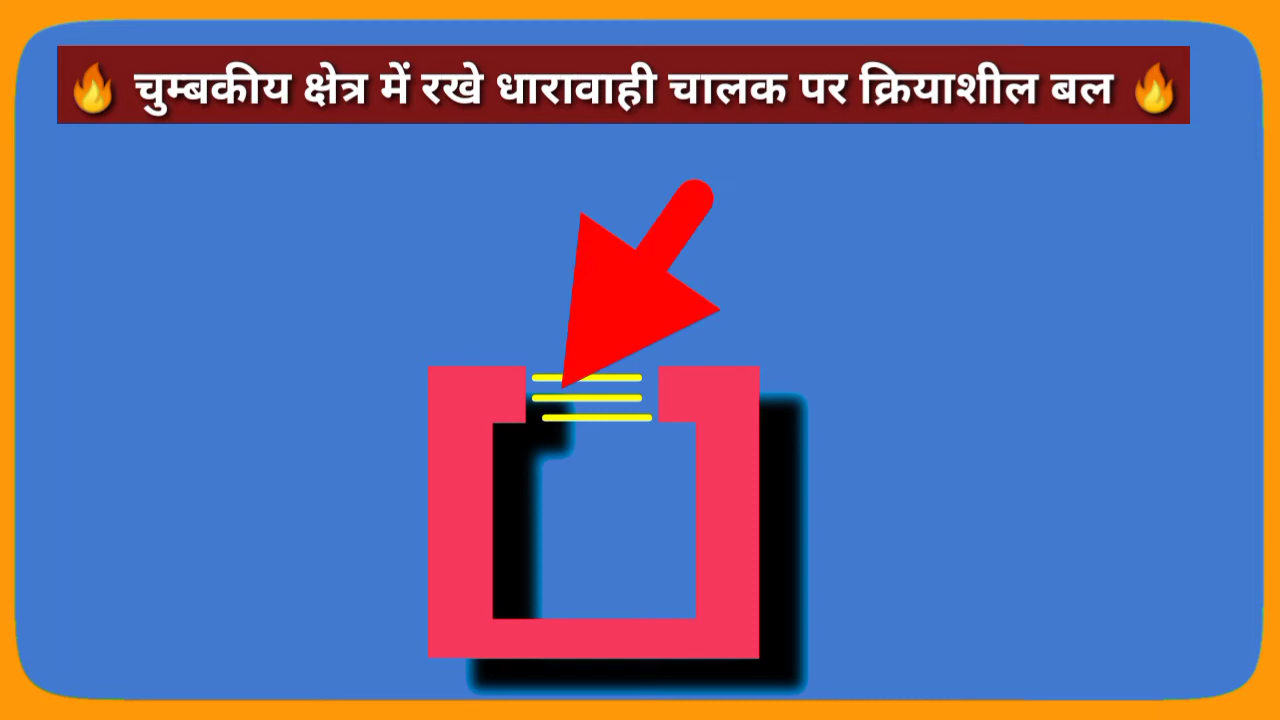 🔥 चुम्बकीय क्षेत्र में रखे धारावाही चालक पर क्रियाशील बल 🔥